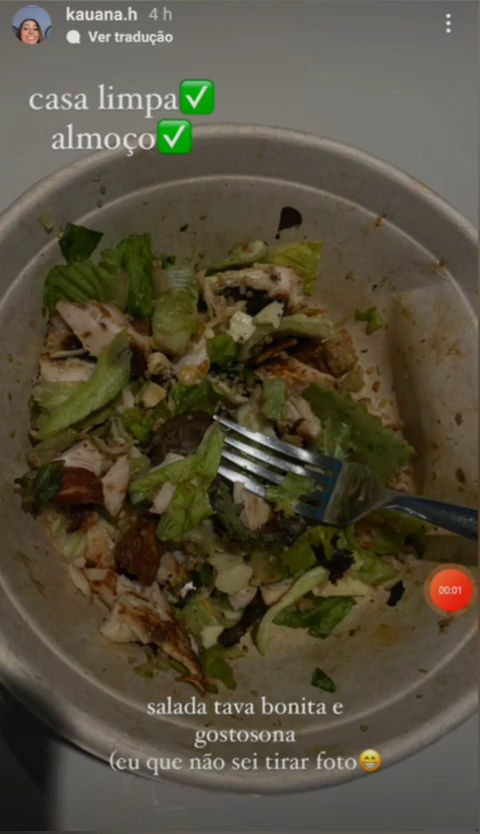 kauana.h 4 h
Ver tradução
casa limpa✅
almoço✅
00:01
salada tava bonita e
gostosona
(eu que não sei tirar foto😁